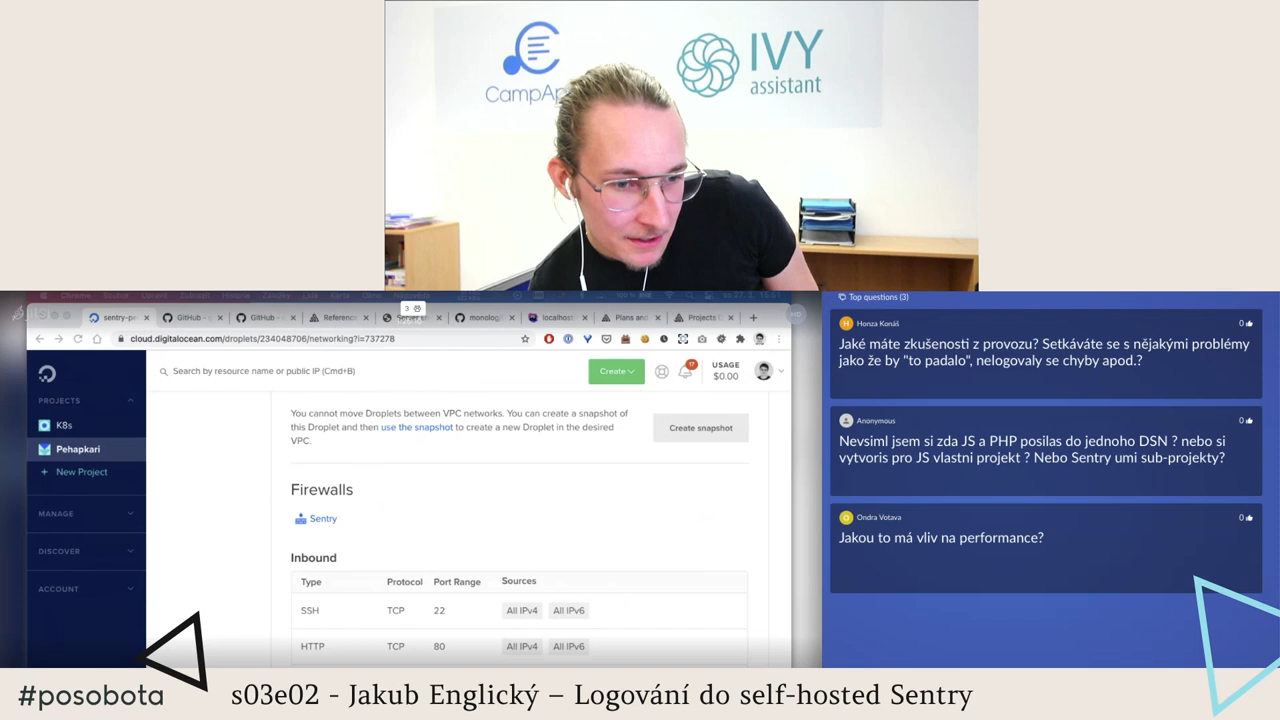 CampAp
IVY
assistant
sentry-pe
GitHub - g
GitHub -
Reference
Server er
monolog/
localhost
Plans and
Projects
cloud.digitalocean.com/droplets/234048706/networking?i=737278
Search by resource name or public IP (Cmd+B)
Create
17
USAGE
$0.00
PROJECTS
K8s
Pehapkari
+ New Project
MANAGE
DISCOVER
ACCOUNT
You cannot move Droplets between VPC networks. You can create a snapshot of
this Droplet and then use the snapshot to create a new Droplet in the desired
VPC.
Create snapshot
Firewalls
Sentry
Inbound
Type Protocol Port Range Sources
SSH TCP 22 All IPv4 All IPv6
HTTP TCP 80 All IPv4 All IPv6
Top questions (3)
H Honza Konáš 0
Jaké máte zkušenosti z provozu? Setkáváte se s nějakými problémy
jako že by "to padalo", nelogovaly se chyby apod.?
Anonymous 0
Nevsiml jsem si zda JS a PHP posilas do jednoho DSN ? nebo si
vytvoris pro JS vlastni projekt ? Nebo Sentry umi sub-projekty?
O Ondra Votava 0
Jakou to má vliv na performance?
#posobota
s03e02 - Jakub Englický – Logování do self-hosted Sentry